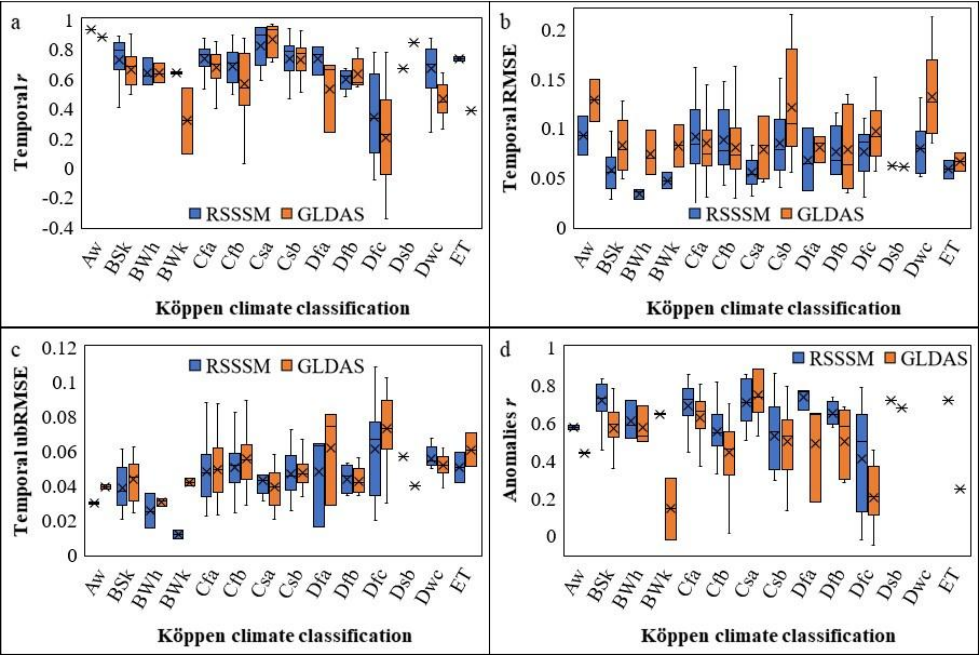 a
1
0.8
0.6
0.4
0.2
0
-0.2
-0.4
Temporal r
RSSSM GLDAS
Aw BSk BWh BWk Cfa Cfb Csa Csb Dfa Dfb Dfc Dsb Dwc ET
Köppen climate classification
b
0.2
0.15
0.1
0.05
0
Temporal RMSE
RSSSM GLDAS
Aw BSk BWh BWk Cfa Cfb Csa Csb Dfa Dfb Dfc Dsb Dwc ET
Köppen climate classification
c
0.12
0.1
0.08
0.06
0.04
0.02
0
Temporal ubRMSE
RSSSM GLDAS
Aw BSk BWh BWk Cfa Cfb Csa Csb Dfa Dfb Dfc Dsb Dwc ET
Köppen climate classification
d
1
0.8
0.6
0.4
0.2
0
Anomalies r
RSSSM GLDAS
Aw BSk BWh BWk Cfa Cfb Csa Csb Dfa Dfb Dfc Dsb Dwc ET
Köppen climate classification